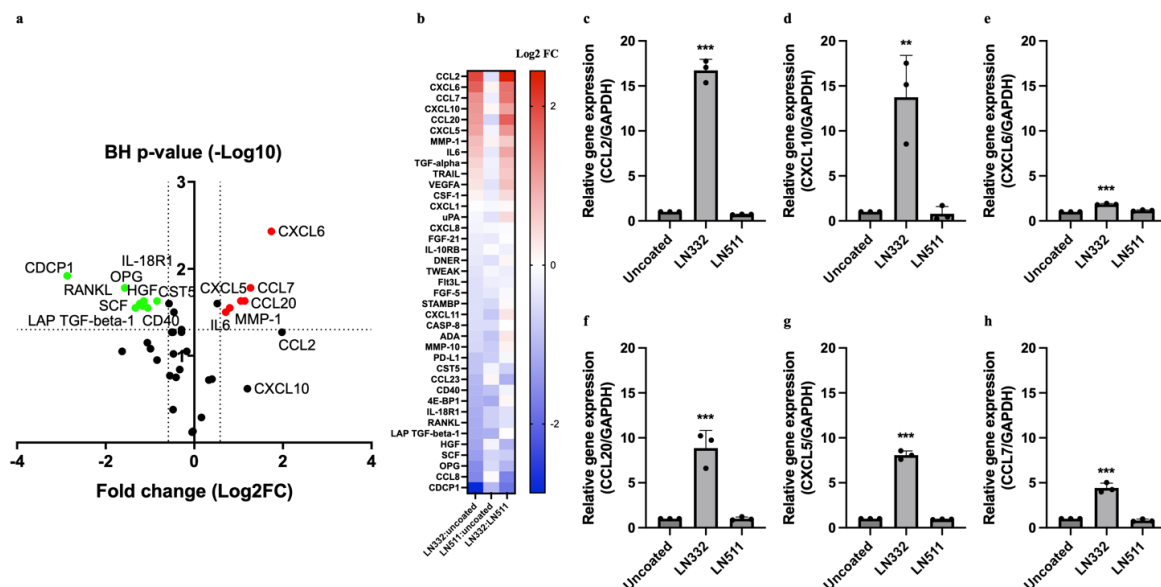 a
BH p-value (-Log10)
3
2
1
-4
-2
0
2
4
Fold change (Log2FC)
CXCL6
CDCP1
IL-18R1
OPG
RANKL
HGF
CST5
CXCL5
CCL7
SCF
CCL20
LAP TGF-beta-1
CD40
IL6
MMP-1
CCL2
CXCL10
b
Log2 FC
CCL2
CXCL6
CCL7
CXCL10
CCL20
CXCL5
MMP-1
IL6
TGF-alpha
TRAIL
VEGFA
CSF-1
CXCL1
uPA
CXCL8
FGF-21
IL-10RB
DNER
TWEAK
Flt3L
FGF-5
STAMBP
CXCL11
CASP-8
ADA
MMP-10
PD-L1
CST5
CCL23
CD40
4E-BP1
IL-18R1
RANKL
LAP TGF-beta-1
HGF
SCF
OPG
CCL8
CDCP1
LN332:uncoated
LN511:uncoated
LN332:LN511
2
0
-2
c
Relative gene expression
(CCL2/GAPDH)
20
15
10
5
0
***
Uncoated
LN332
LN511
d
Relative gene expression
(CXCL10/GAPDH)
20
15
10
5
0
**
Uncoated
LN332
LN511
e
Relative gene expression
(CXCL6/GAPDH)
20
15
10
5
0
***
Uncoated
LN332
LN511
f
Relative gene expression
(CCL20/GAPDH)
20
15
10
5
0
***
Uncoated
LN332
LN511
g
Relative gene expression
(CXCL5/GAPDH)
20
15
10
5
0
***
Uncoated
LN332
LN511
h
Relative gene expression
(CCL7/GAPDH)
20
15
10
5
0
***
Uncoated
LN332
LN511